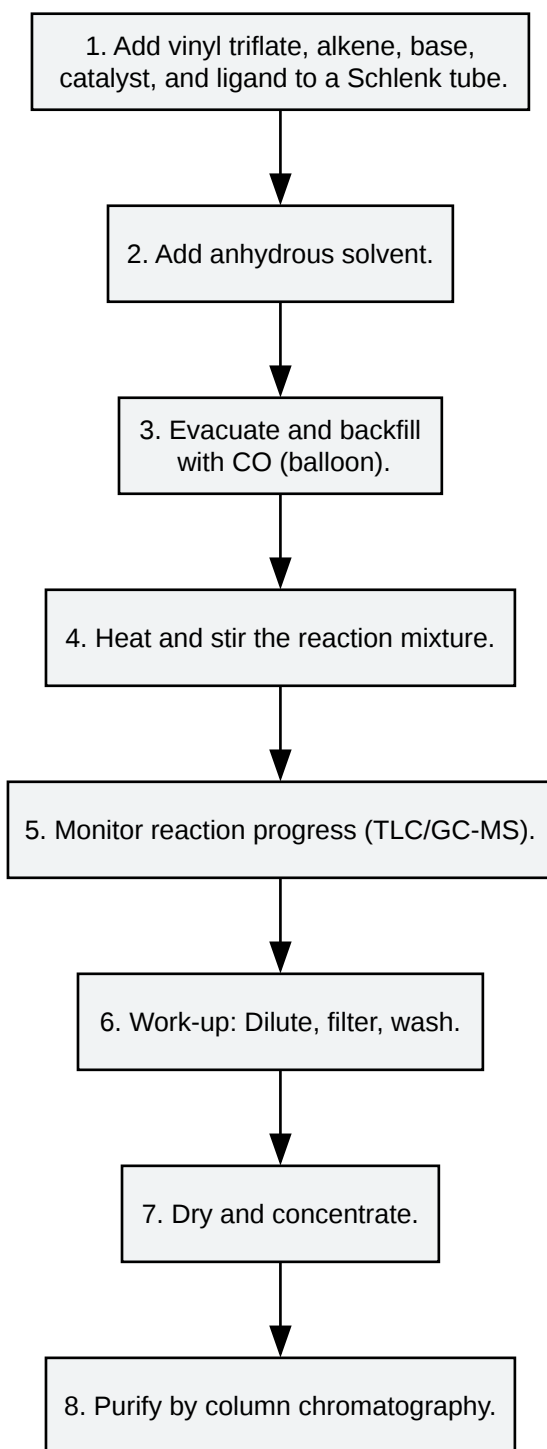 1. Add vinyl triflate, alkene, base,
catalyst, and ligand to a Schlenk tube.
2. Add anhydrous solvent.
3. Evacuate and backfill
with CO (balloon).
4. Heat and stir the reaction mixture.
5. Monitor reaction progress (TLC/GC-MS).
6. Work-up: Dilute, filter, wash.
7. Dry and concentrate.
8. Purify by column chromatography.